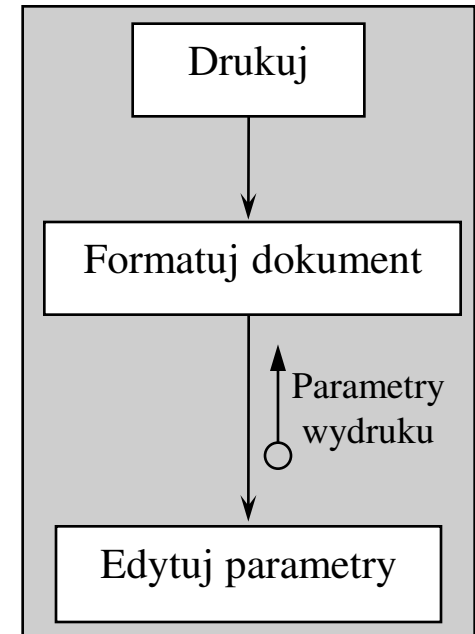 Drukuj
Formatuj dokument
Parametry
wydruku
Edytuj parametry